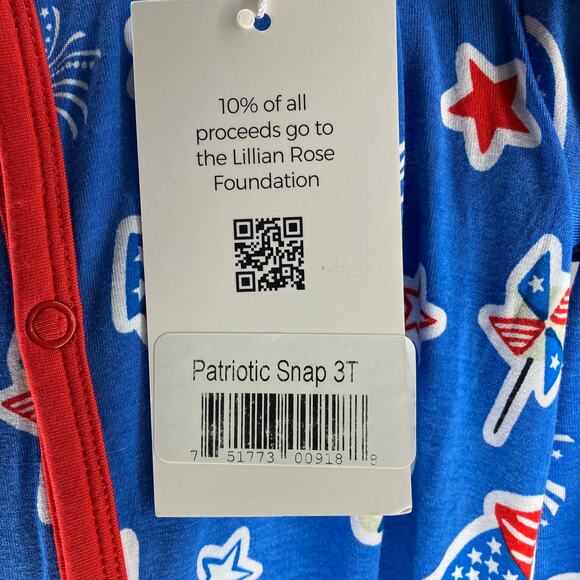 10% of all
proceeds go to
the Lillian Rose
Foundation
Patriotic Snap 3T
7 51773 00918 8